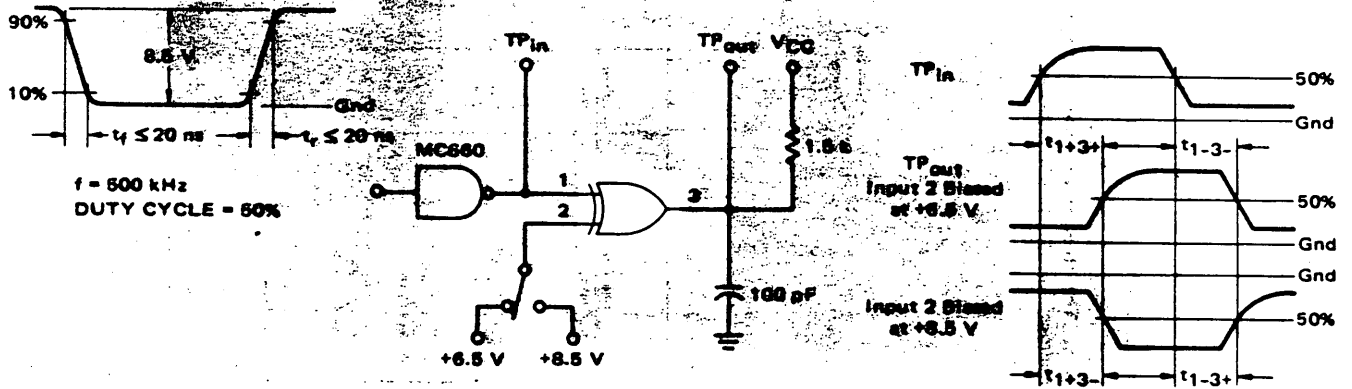 90%
8.5 V
10%
Gnd
tf ≤ 20 ns
tr ≤ 20 ns
f = 500 kHz
DUTY CYCLE = 50%
TPin
TPout
VCC
MC660
1
2
3
1.5 k
100 pF
+6.5 V
+8.5 V
TPin
50%
Gnd
t1+3+
t1-3-
TPout
Input 2 Biased
at +6.5 V
50%
Gnd
Gnd
Input 2 Biased
at +8.5 V
50%
t1+3-
t1-3+